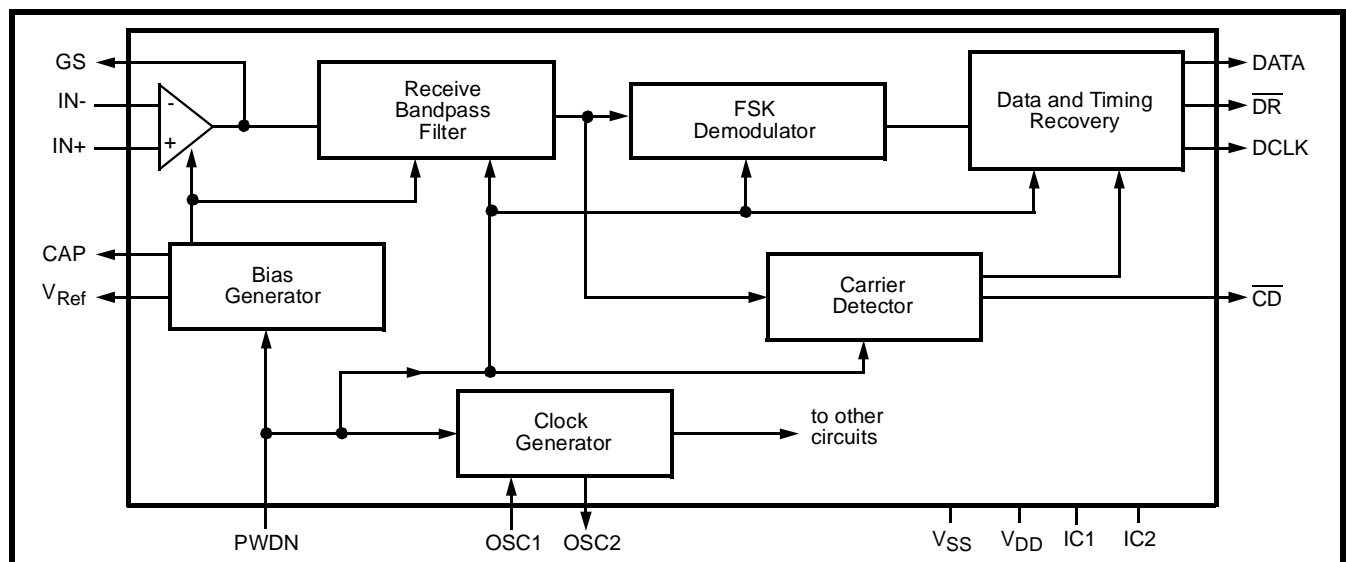 GS
IN-
IN+
CAP
VRef
-
+
Receive
Bandpass
Filter
FSK
Demodulator
Data and Timing
Recovery
DATA
DR
DCLK
Bias
Generator
Carrier
Detector
CD
Clock
Generator
to other
circuits
PWDN
OSC1
OSC2
VSS
VDD
IC1
IC2